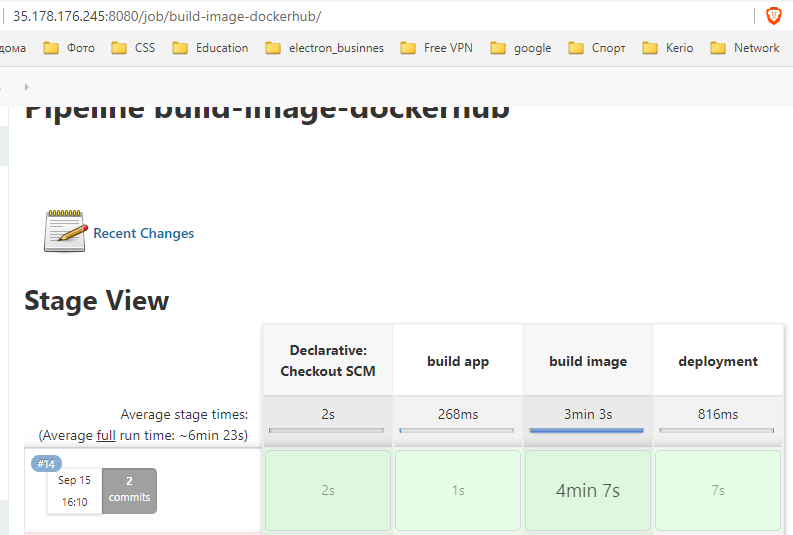 35.178.176.245:8080/job/build-image-dockerhub/
дома Фото CSS Education electron_businnes Free VPN google Спорт Kerio Network
Pipeline build-image-dockerhub
Recent Changes
Stage View
Declarative: Checkout SCM
build app
build image
deployment
Average stage times:
(Average full run time: ~6min 23s)
2s 268ms 3min 3s 816ms
#14
Sep 15
16:10
2
commits
2s 1s 4min 7s 7s